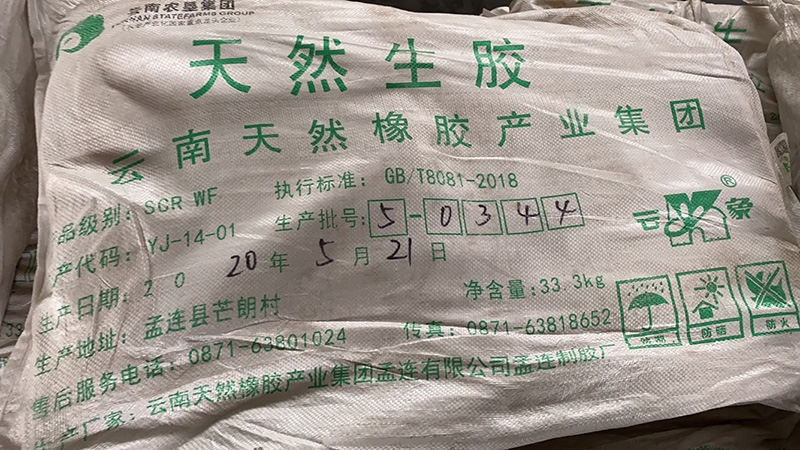 云南农垦集团
YUNNAN STATEFARMS GROUP
天然生胶
云南天然橡胶产业集团
品级别：SCR WF 执行标准：GB/T8081-2018
产代码：YJ-14-01 生产批号：5-0344
云 象 ®
生产日期：20 20年5月21日
净含量：33.3kg
生产地址：孟连县芒朗村
售后服务电话：0871-63801024 传真：0871-63818652
防晒 防火
生产厂家：云南天然橡胶产业集团孟连有限公司孟连制胶厂